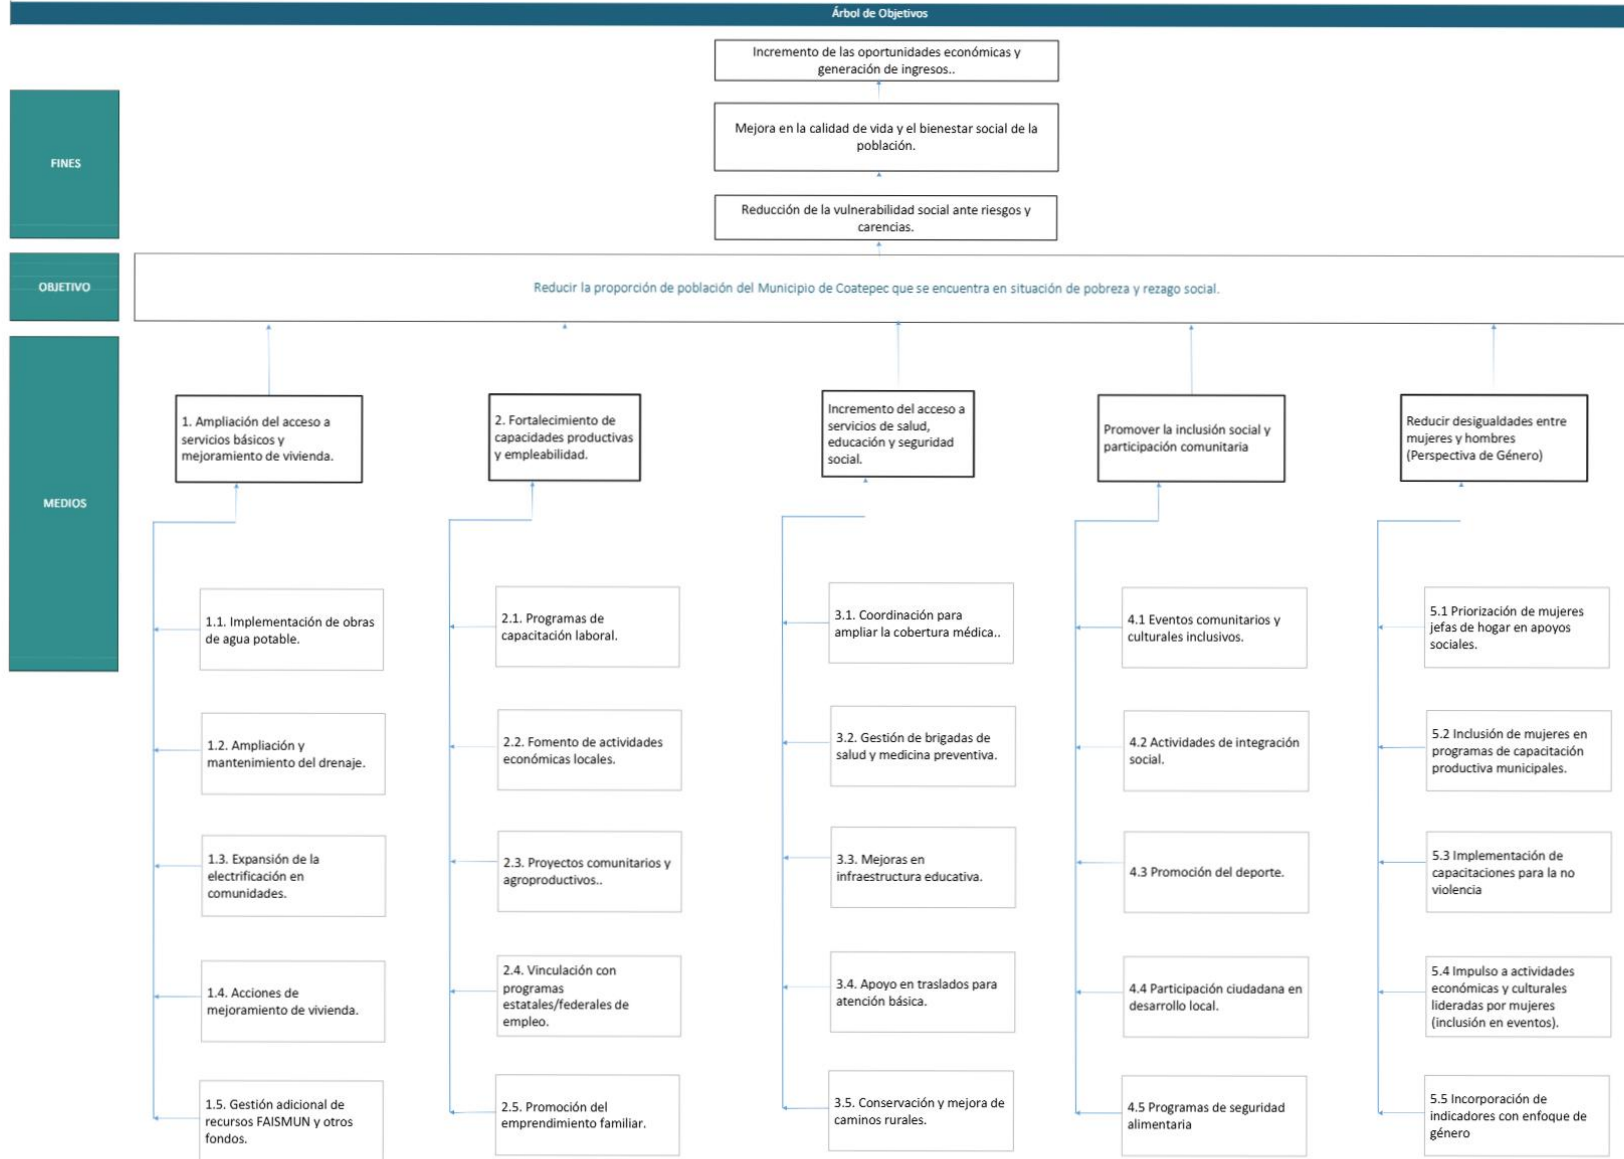 Árbol de Objetivos
Incremento de las oportunidades económicas y
generación de ingresos..
FINES
Mejora en la calidad de vida y el bienestar social de la
población.
Reducción de la vulnerabilidad social ante riesgos y
carencias.
OBJETIVO
Reducir la proporción de población del Municipio de Coatepec que se encuentra en situación de pobreza y rezago social.
MEDIOS
1. Ampliación del acceso a
servicios básicos y
mejoramiento de vivienda.
1.1. Implementación de obras
de agua potable.
1.2. Ampliación y
mantenimiento del drenaje.
1.3. Expansión de la
electrificación en
comunidades.
1.4. Acciones de
mejoramiento de vivienda.
1.5. Gestión adicional de
recursos FAISMUN y otros
fondos.
2. Fortalecimiento de
capacidades productivas
y empleabilidad.
2.1. Programas de
capacitación laboral.
2.2. Fomento de actividades
económicas locales.
2.3. Proyectos comunitarios y
agroproductivos..
2.4. Vinculación con
programas
estatales/federales de
empleo.
2.5. Promoción del
emprendimiento familiar.
Incremento del acceso a
servicios de salud,
educación y seguridad
social.
3.1. Coordinación para
ampliar la cobertura médica..
3.2. Gestión de brigadas de
salud y medicina preventiva.
3.3. Mejoras en
infraestructura educativa.
3.4. Apoyo en traslados para
atención básica.
3.5. Conservación y mejora de
caminos rurales.
Promover la inclusión social y
participación comunitaria
4.1 Eventos comunitarios y
culturales inclusivos.
4.2 Actividades de integración
social.
4.3 Promoción del deporte.
4.4 Participación ciudadana en
desarrollo local.
4.5 Programas de seguridad
alimentaria
Reducir desigualdades entre
mujeres y hombres
(Perspectiva de Género)
5.1 Priorización de mujeres
jefas de hogar en apoyos
sociales.
5.2 Inclusión de mujeres en
programas de capacitación
productiva municipales.
5.3 Implementación de
capacitaciones para la no
violencia
5.4 Impulso a actividades
económicas y culturales
lideradas por mujeres
(inclusión en eventos).
5.5 Incorporación de
indicadores con enfoque de
género